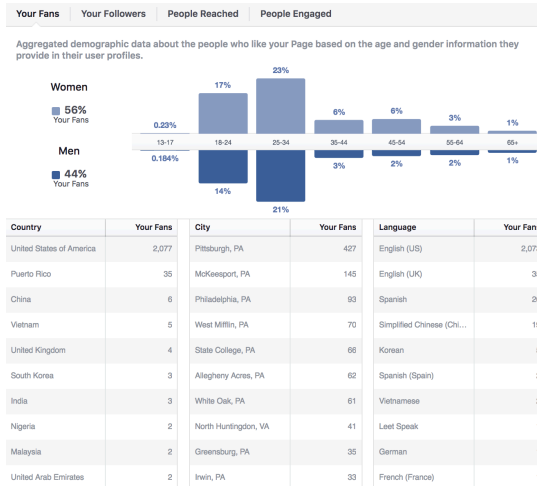 Your Fans Your Followers People Reached People Engaged
Aggregated demographic data about the people who like your Page based on the age and gender information they
provide in their user profiles.
Women
56%
Your Fans
0.23% 17% 23% 6% 6% 3% 1%
13-17 18-24 25-34 35-44 45-54 55-64 65+
Men
44%
Your Fans
0.184% 14% 21% 3% 2% 2% 1%
Country Your Fans City Your Fans Language Your Fan
United States of America 2,077 Pittsburgh, PA 427 English (US)
Puerto Rico 35 McKeesport, PA 145 English (UK)
China 6 Philadelphia, PA 93 Spanish
Vietnam 5 West Mifflin, PA 70 Simplified Chinese (Chi...
United Kingdom 4 State College, PA 66 Korean
South Korea 3 Allegheny Acres, PA 62 Spanish (Spain)
India 3 White Oak, PA 61 Vietnamese
Nigeria 2 North Huntingdon, VA 41 Leet Speak
Malaysia 2 Greensburg, PA 35 German
United Arab Emirates 2 Irwin, PA 33 French (France)